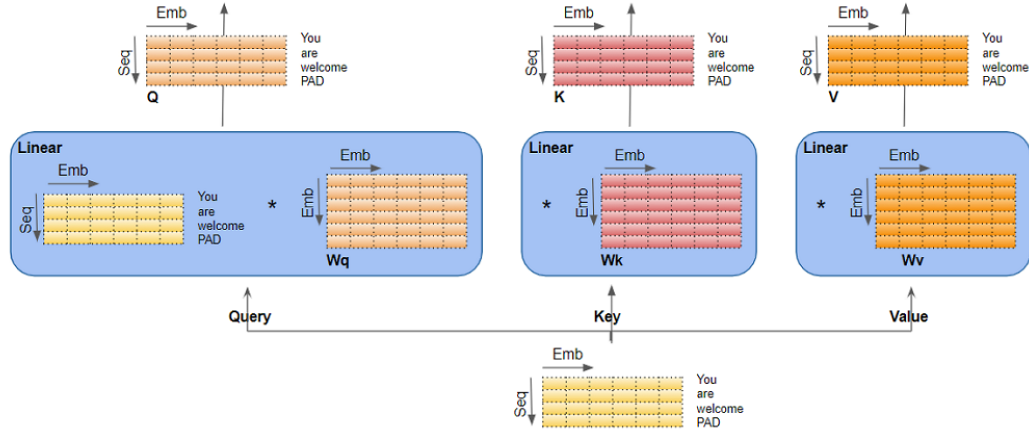 Emb
Seq
You
are
welcome
PAD
Q
Emb
Seq
You
are
welcome
PAD
K
Emb
Seq
You
are
welcome
PAD
V
Linear
Emb
Seq
You
are
welcome
PAD
*
Emb
Emb
Wq
Linear
*
Emb
Emb
Wk
Linear
*
Emb
Emb
Wv
Query
Key
Value
Emb
Seq
You
are
welcome
PAD